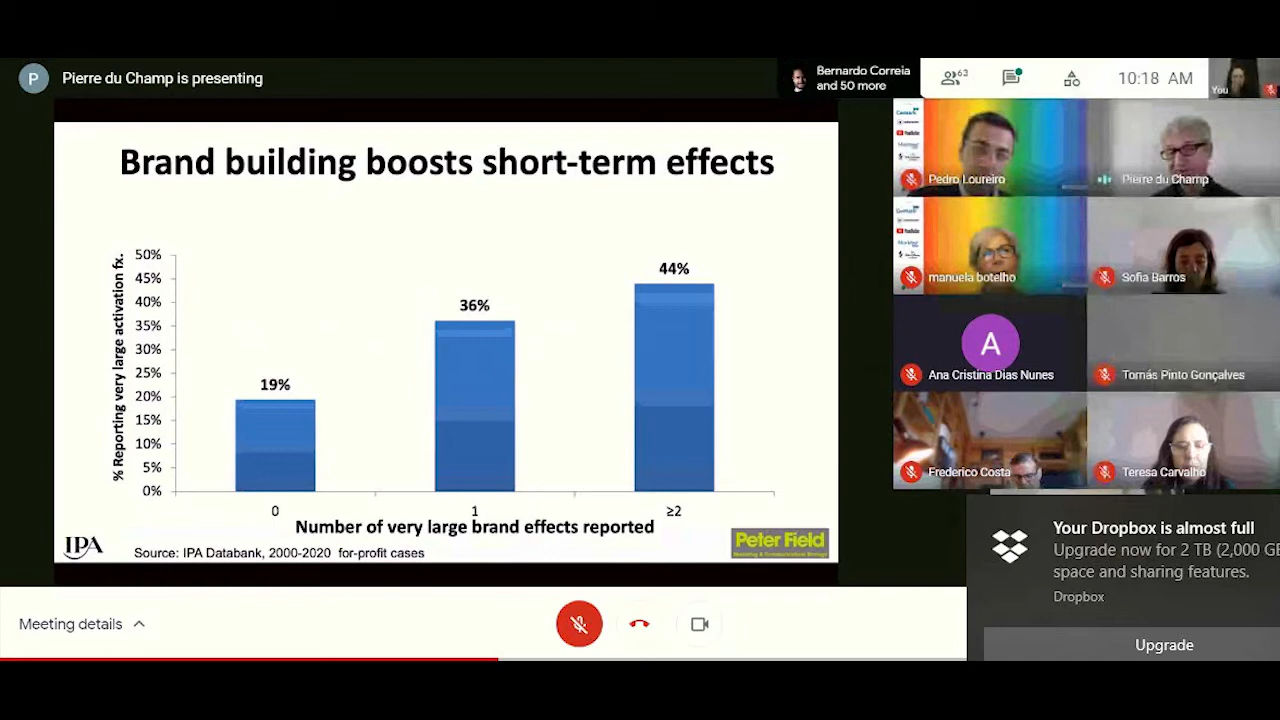 P
Pierre du Champ is presenting
Bernardo Correia
and 50 more
63
10:18 AM
You
Brand building boosts short-term effects
% Reporting very large activation fx.
50%
45%
40%
35%
30%
25%
20%
15%
10%
5%
0%
19%
36%
44%
0
1
≥2
Number of very large brand effects reported
IPA
Source: IPA Databank, 2000-2020 for-profit cases
Peter Field
Pedro Loureiro
Pierre du Champ
YouTube
manuela botelho
Sofia Barros
YouTube
A
Ana Cristina Dias Nunes
Tomás Pinto Gonçalves
Frederico Costa
Teresa Carvalho
Your Dropbox is almost full
Upgrade now for 2 TB (2,000 GB
space and sharing features.
Dropbox
Upgrade
Meeting details